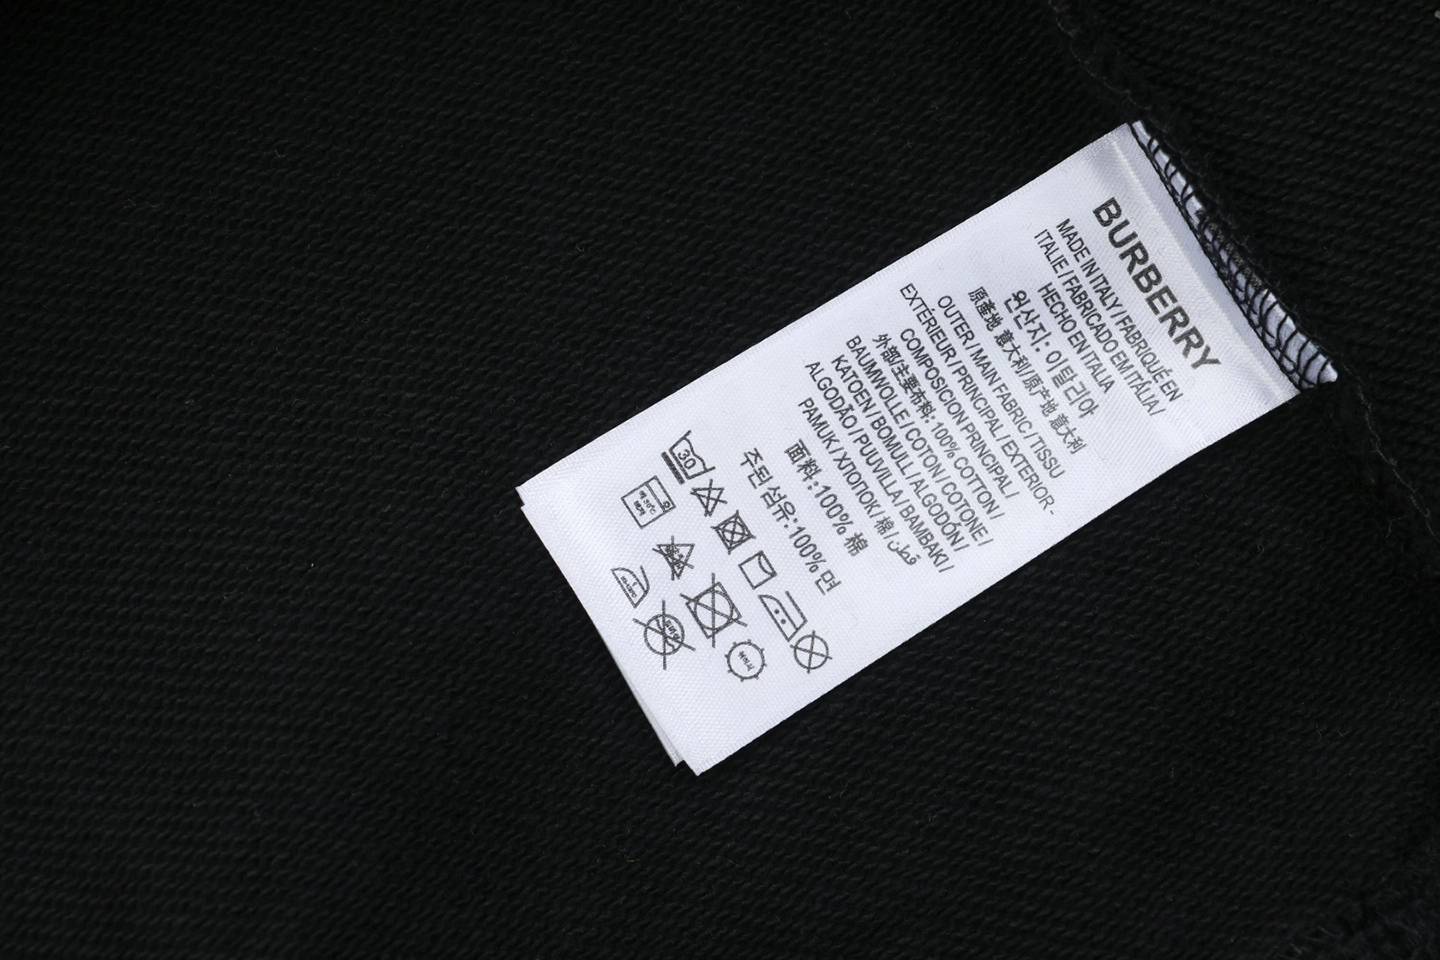 BURBERRY
MADE IN ITALY / FABRIQUÉ EN
ITALIE / FABRICADO EM ITÁLIA /
HECHO EN ITALIA
원산지: 이탈리아
原產地 意大利/原产地 意大利
OUTER / MAIN FABRIC / TISSU
EXTÉRIEUR / PRINCIPAL / EXTERIOR-
COMPOSICION PRINCIPAL /
外部/主要布料: 100% COTTON /
BAUMWOLLE / COTON / COTONE /
KATOEN / BOMULL / ALGODÓN /
ALGODÃO / PUUVILLA / BAMBAKI /
PAMUK / ХЛОПОК / 棉 / قطن
面料:100% 棉
주된섬유:100% 면
30